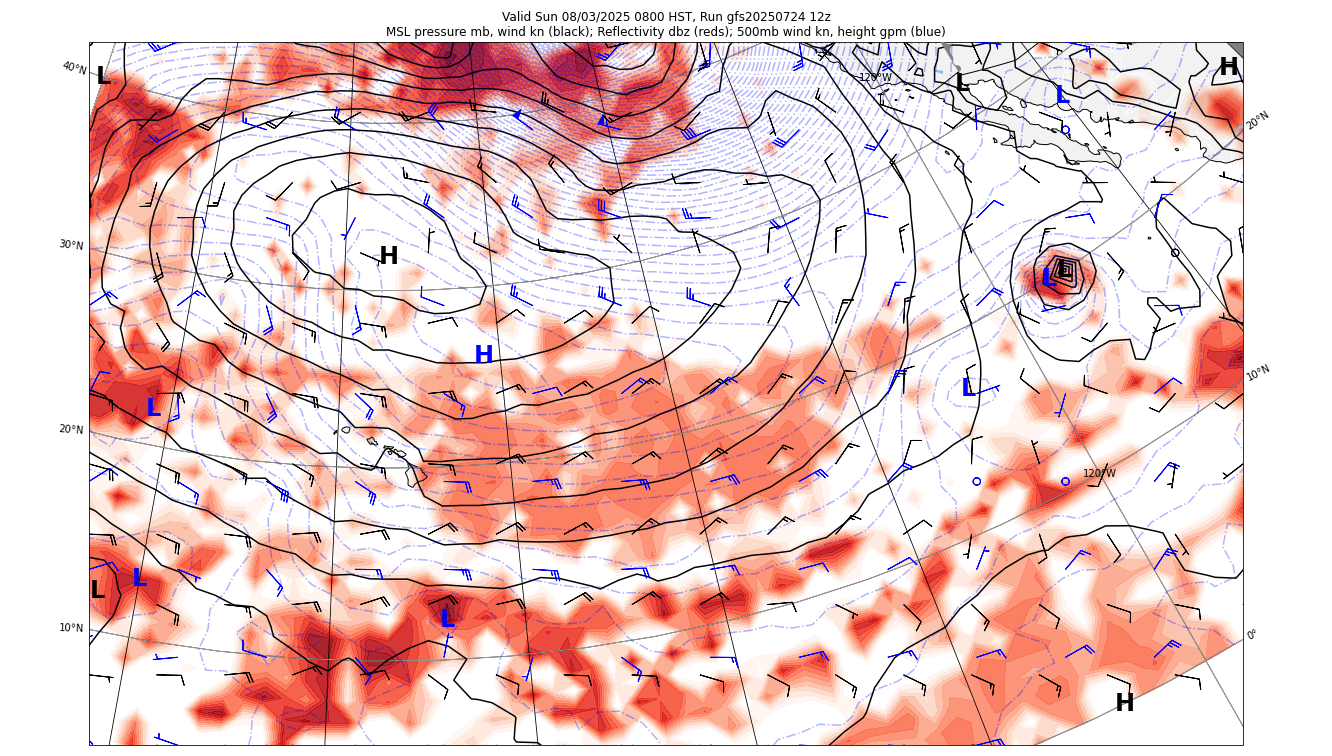 Valid Sun 08/03/2025 0800 HST, Run gfs20250724 12z
MSL pressure mb, wind kn (black); Reflectivity dbz (reds); 500mb wind kn, height gpm (blue)
40°N
L
120°W
L
H
L
20°N
30°N
H
L
L
H
10°N
L
L
20°N
120°W
L
L
L
10°N
0°
H